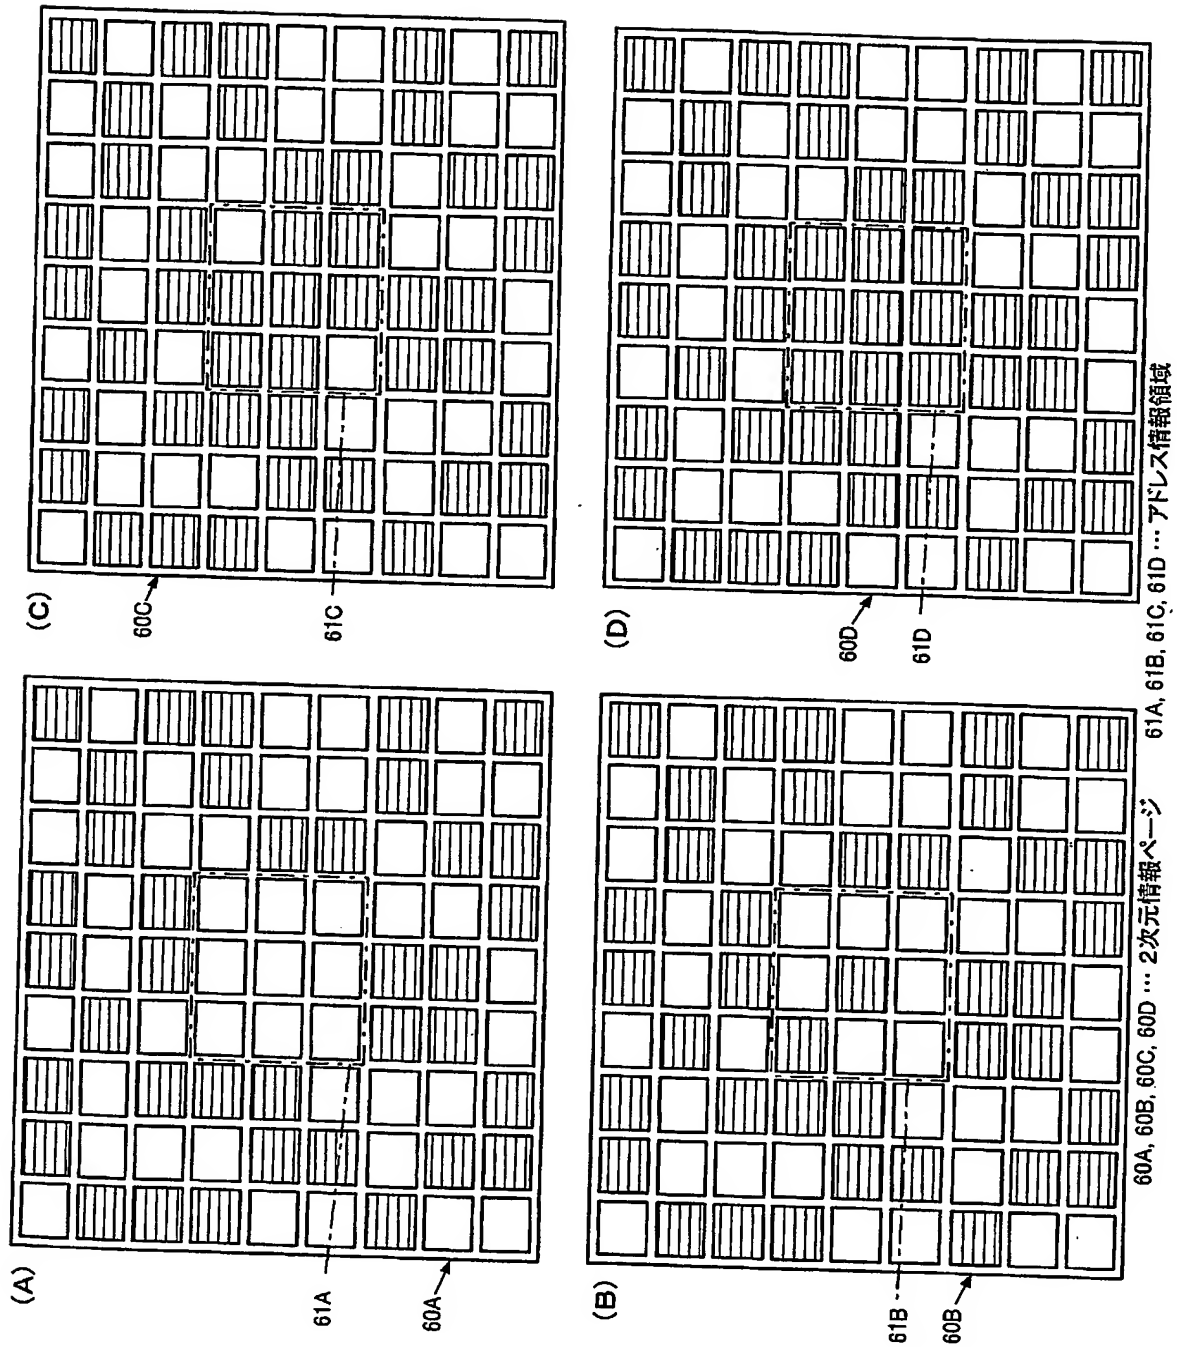 (A)
61A
60A
(B)
61B
60B
(C)
60C
61C
(D)
60D
61D
60A, 60B, 60C, 60D … 2次元情報ページ
61A, 61B, 61C, 61D … アドレス情報領域